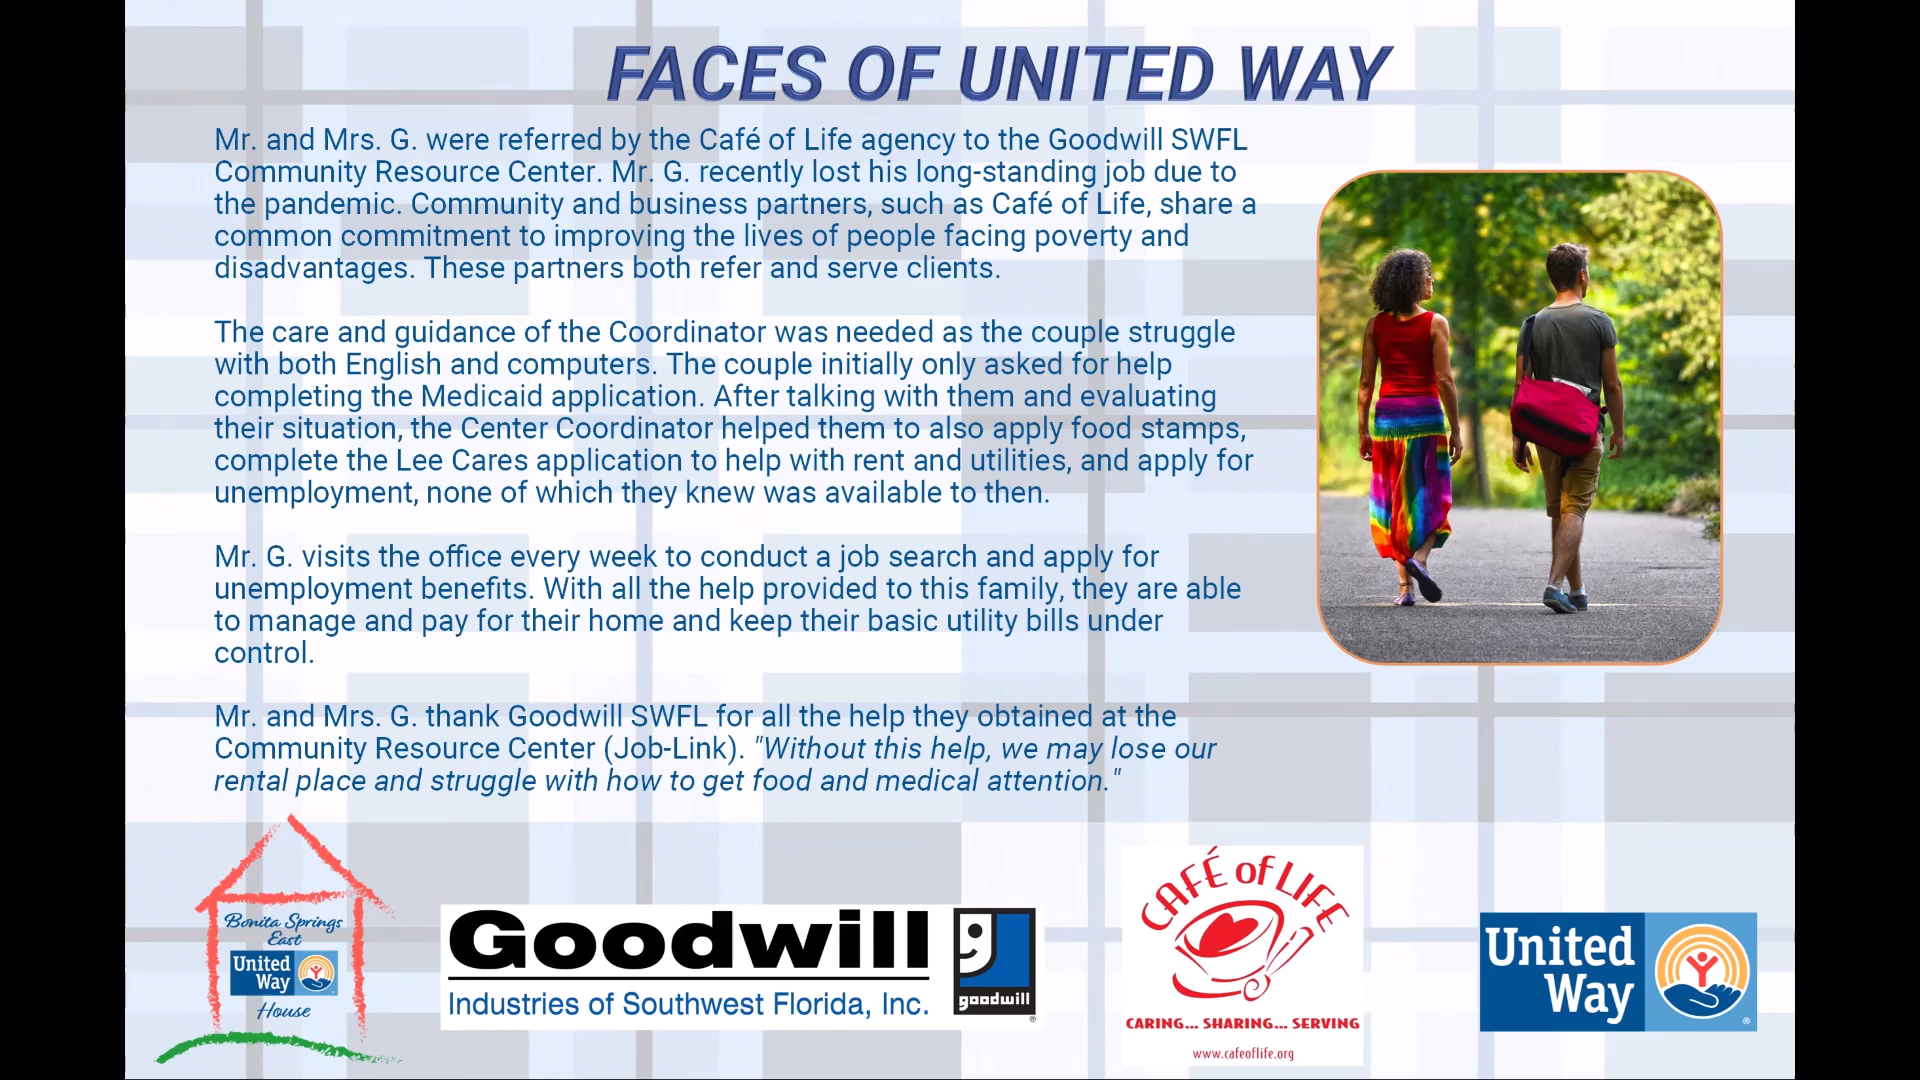 FACES OF UNITED WAY
Mr. and Mrs. G. were referred by the Café of Life agency to the Goodwill SWFL
Community Resource Center. Mr. G. recently lost his long-standing job due to
the pandemic. Community and business partners, such as Café of Life, share a
common commitment to improving the lives of people facing poverty and
disadvantages. These partners both refer and serve clients.
The care and guidance of the Coordinator was needed as the couple struggle
with both English and computers. The couple initially only asked for help
completing the Medicaid application. After talking with them and evaluating
their situation, the Center Coordinator helped them to also apply food stamps,
complete the Lee Cares application to help with rent and utilities, and apply for
unemployment, none of which they knew was available to then.
Mr. G. visits the office every week to conduct a job search and apply for
unemployment benefits. With all the help provided to this family, they are able
to manage and pay for their home and keep their basic utility bills under
control.
Mr. and Mrs. G. thank Goodwill SWFL for all the help they obtained at the
Community Resource Center (Job-Link). "Without this help, we may lose our
rental place and struggle with how to get food and medical attention."
Bonita Springs
East
United
Way
House
Goodwill
Industries of Southwest Florida, Inc.
goodwill
®
CAFÉ of LIFE
CARING... SHARING... SERVING
www.cafeoflife.org
United
Way
®